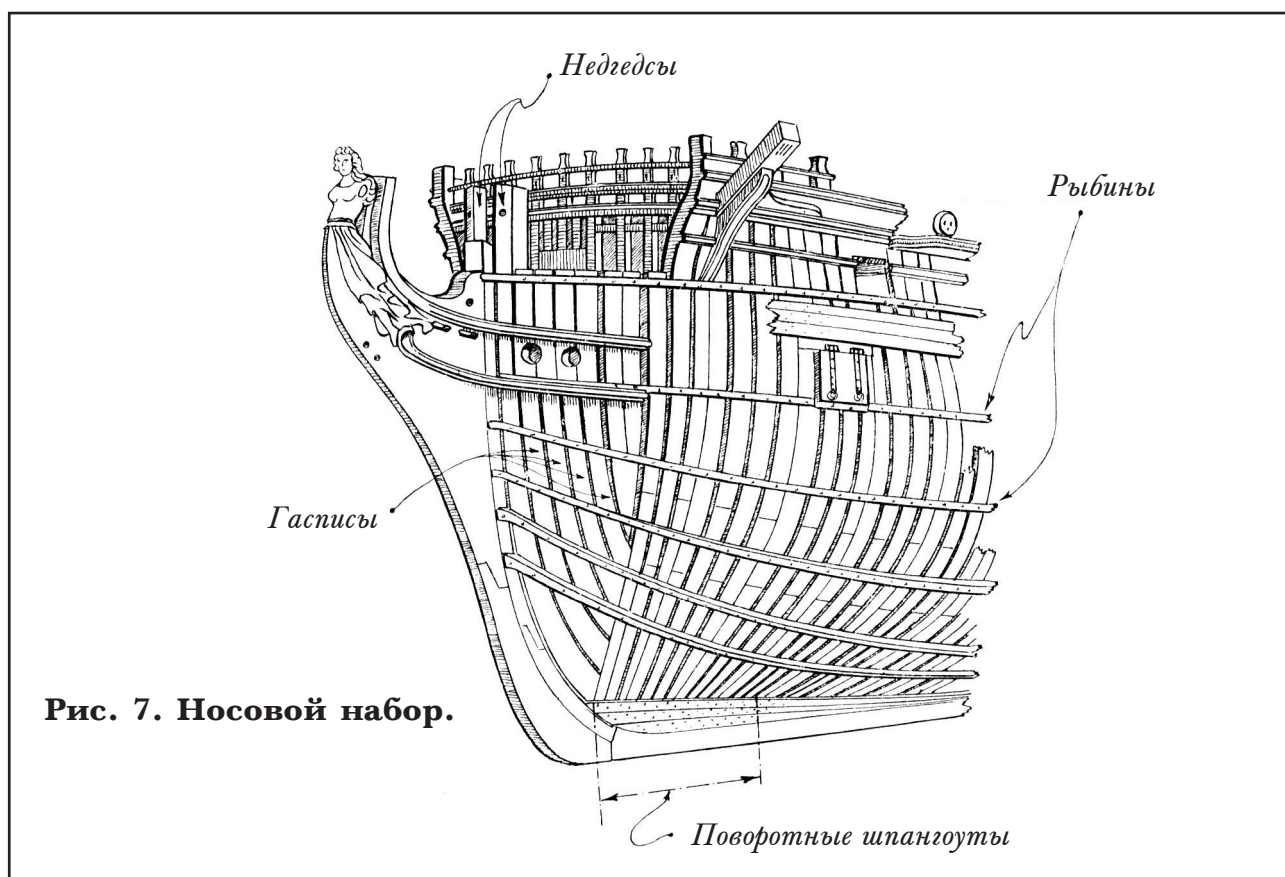 Недгедсы
Рыбины
Гасписы
Рис. 7. Носовой набор.
Поворотные шпангоуты